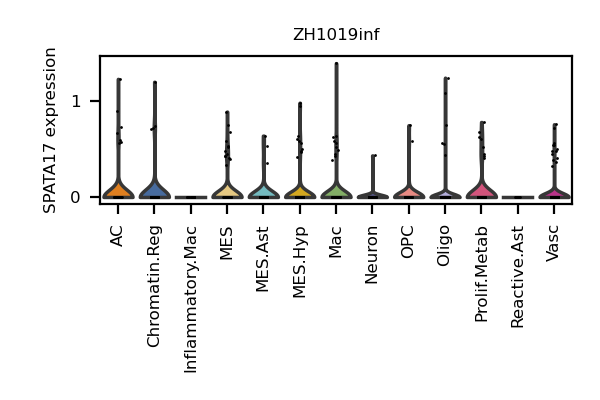 ZH1019inf
SPATA17 expression
1
0
AC
Chromatin.Reg
Inflammatory.Mac
MES
MES.Ast
MES.Hyp
Mac
Neuron
OPC
Oligo
Prolif.Metab
Reactive.Ast
Vasc